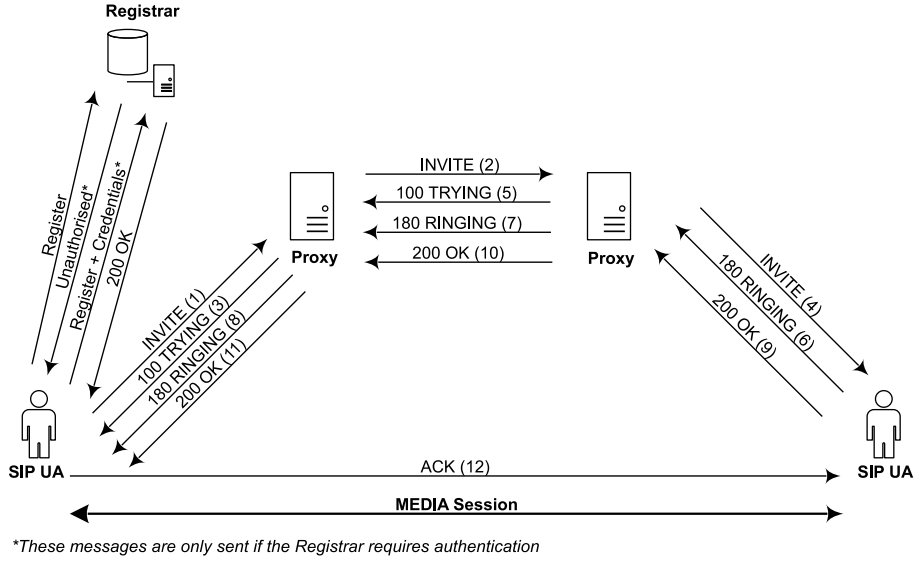 Registrar
Register
Unauthorised*
Register + Credentials*
200 OK
INVITE (2)
100 TRYING (5)
180 RINGING (7)
200 OK (10)
Proxy
Proxy
INVITE (1)
100 TRYING (3)
180 RINGING (8)
200 OK (11)
INVITE (4)
180 RINGING (6)
200 OK (9)
SIP UA
SIP UA
ACK (12)
MEDIA Session
*These messages are only sent if the Registrar requires authentication